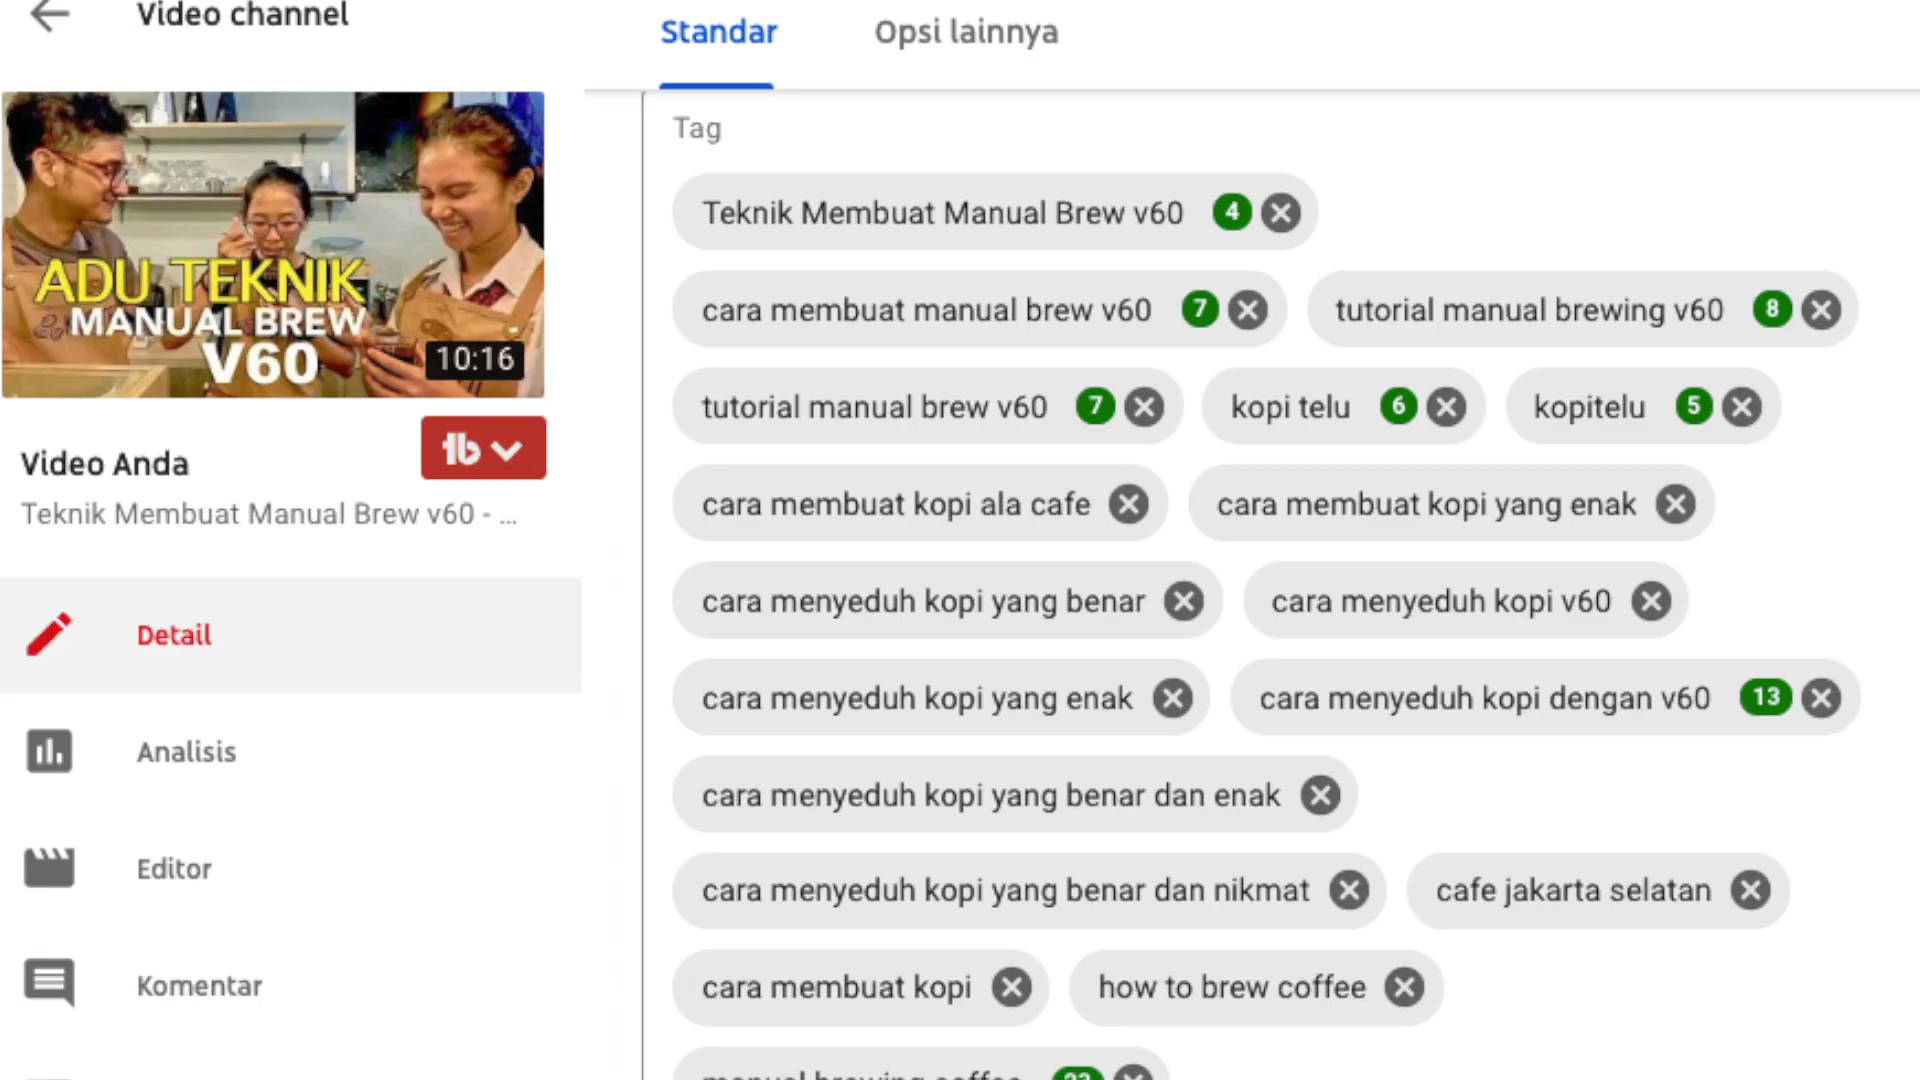 Video channel
Standar
Opsi lainnya
Tag
ADU TEKNIK
MANUAL BREW
V60
10:16
Video Anda
Teknik Membuat Manual Brew v60 - ...
Detail
Analisis
Editor
Komentar
Teknik Membuat Manual Brew v60 4
cara membuat manual brew v60 7 tutorial manual brewing v60 8
tutorial manual brew v60 7 kopi telu 6 kopitelu 5
cara membuat kopi ala cafe cara membuat kopi yang enak
cara menyeduh kopi yang benar cara menyeduh kopi v60
cara menyeduh kopi yang enak cara menyeduh kopi dengan v60 13
cara menyeduh kopi yang benar dan enak
cara menyeduh kopi yang benar dan nikmat cafe jakarta selatan
cara membuat kopi how to brew coffee
manual brewing coffee